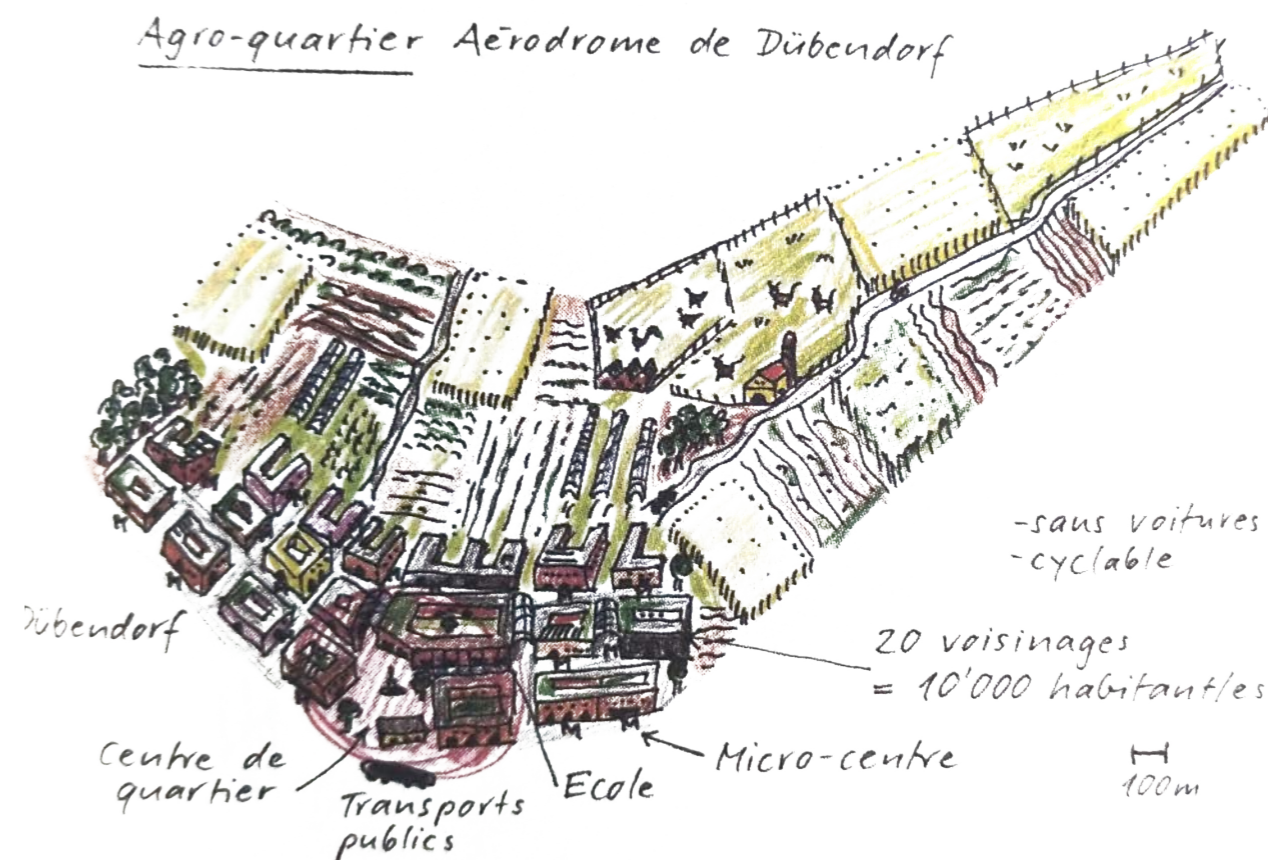 Agro-quartier Aérodrome de Dübendorf
-sans voitures
-cyclable
Dübendorf
20 voisinages
= 10'000 habitant/es
Centre de
quartier
Transports
publics
Ecole
Micro-centre
100m